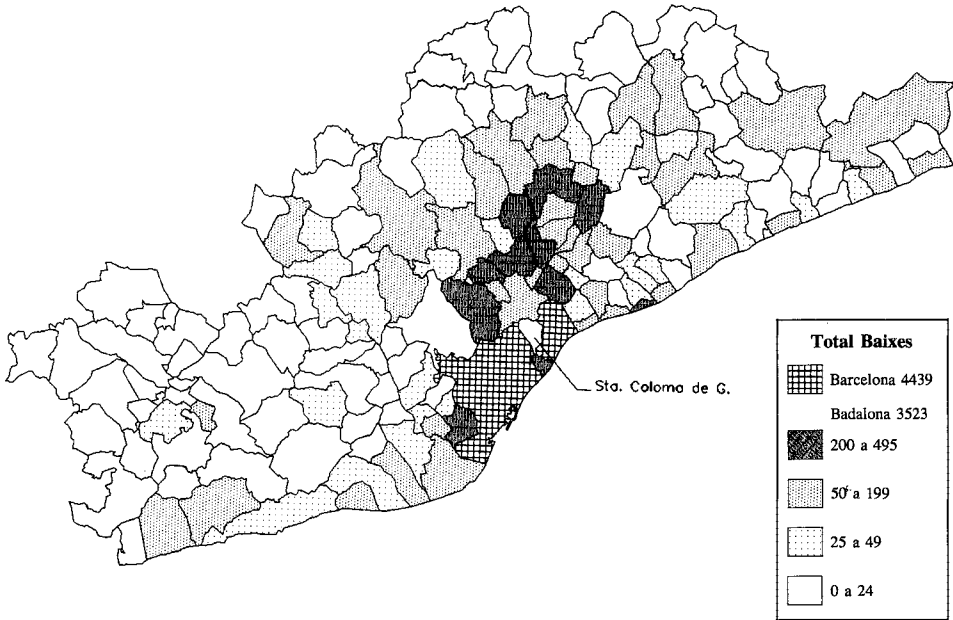 Sta. Coloma de G.
Total Baixes
Barcelona 4439
Badalona 3523
200 a 495
50 a 199
25 a 49
0 a 24